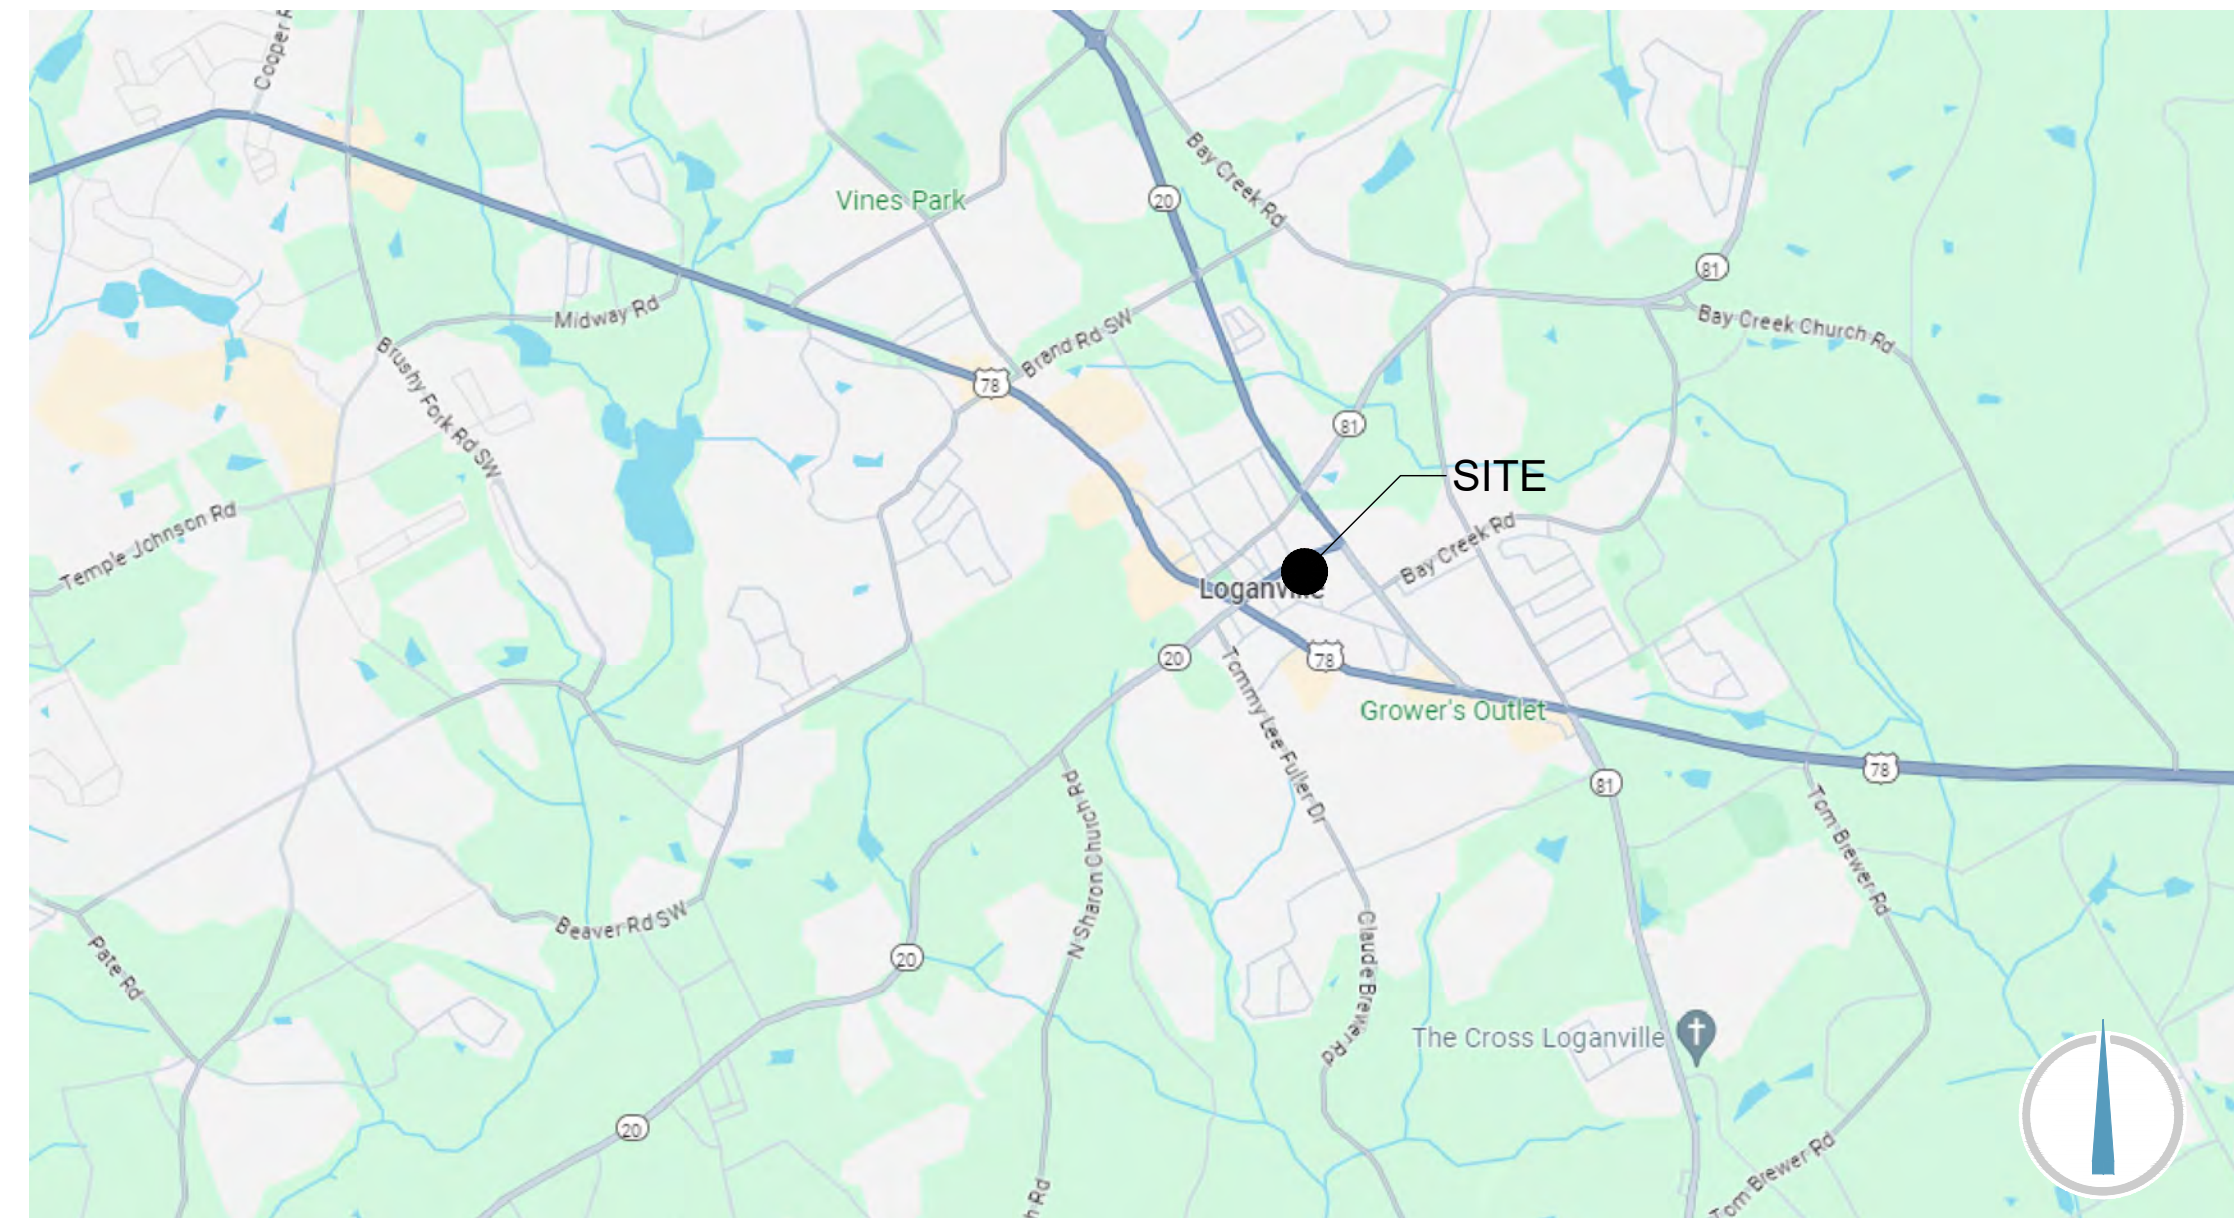 Cooper R
Vines Park
20
Bay Creek Rd
81
Midway Rd
Brand Rd SW
Bay Creek Church Rd
Brushy Fork Rd SW
78
81
SITE
Temple Johnson Rd
Bay Creek Rd
Loganville
20
78
Tommy Lee Fuller Dr
Grower's Outlet
78
81
N Sharon Church Rd
Tom Brewer Rd
Beaver Rd SW
Pate Rd
20
Claude Brewer Rd
The Cross Loganville
20
Tom Brewer Rd
h Rd